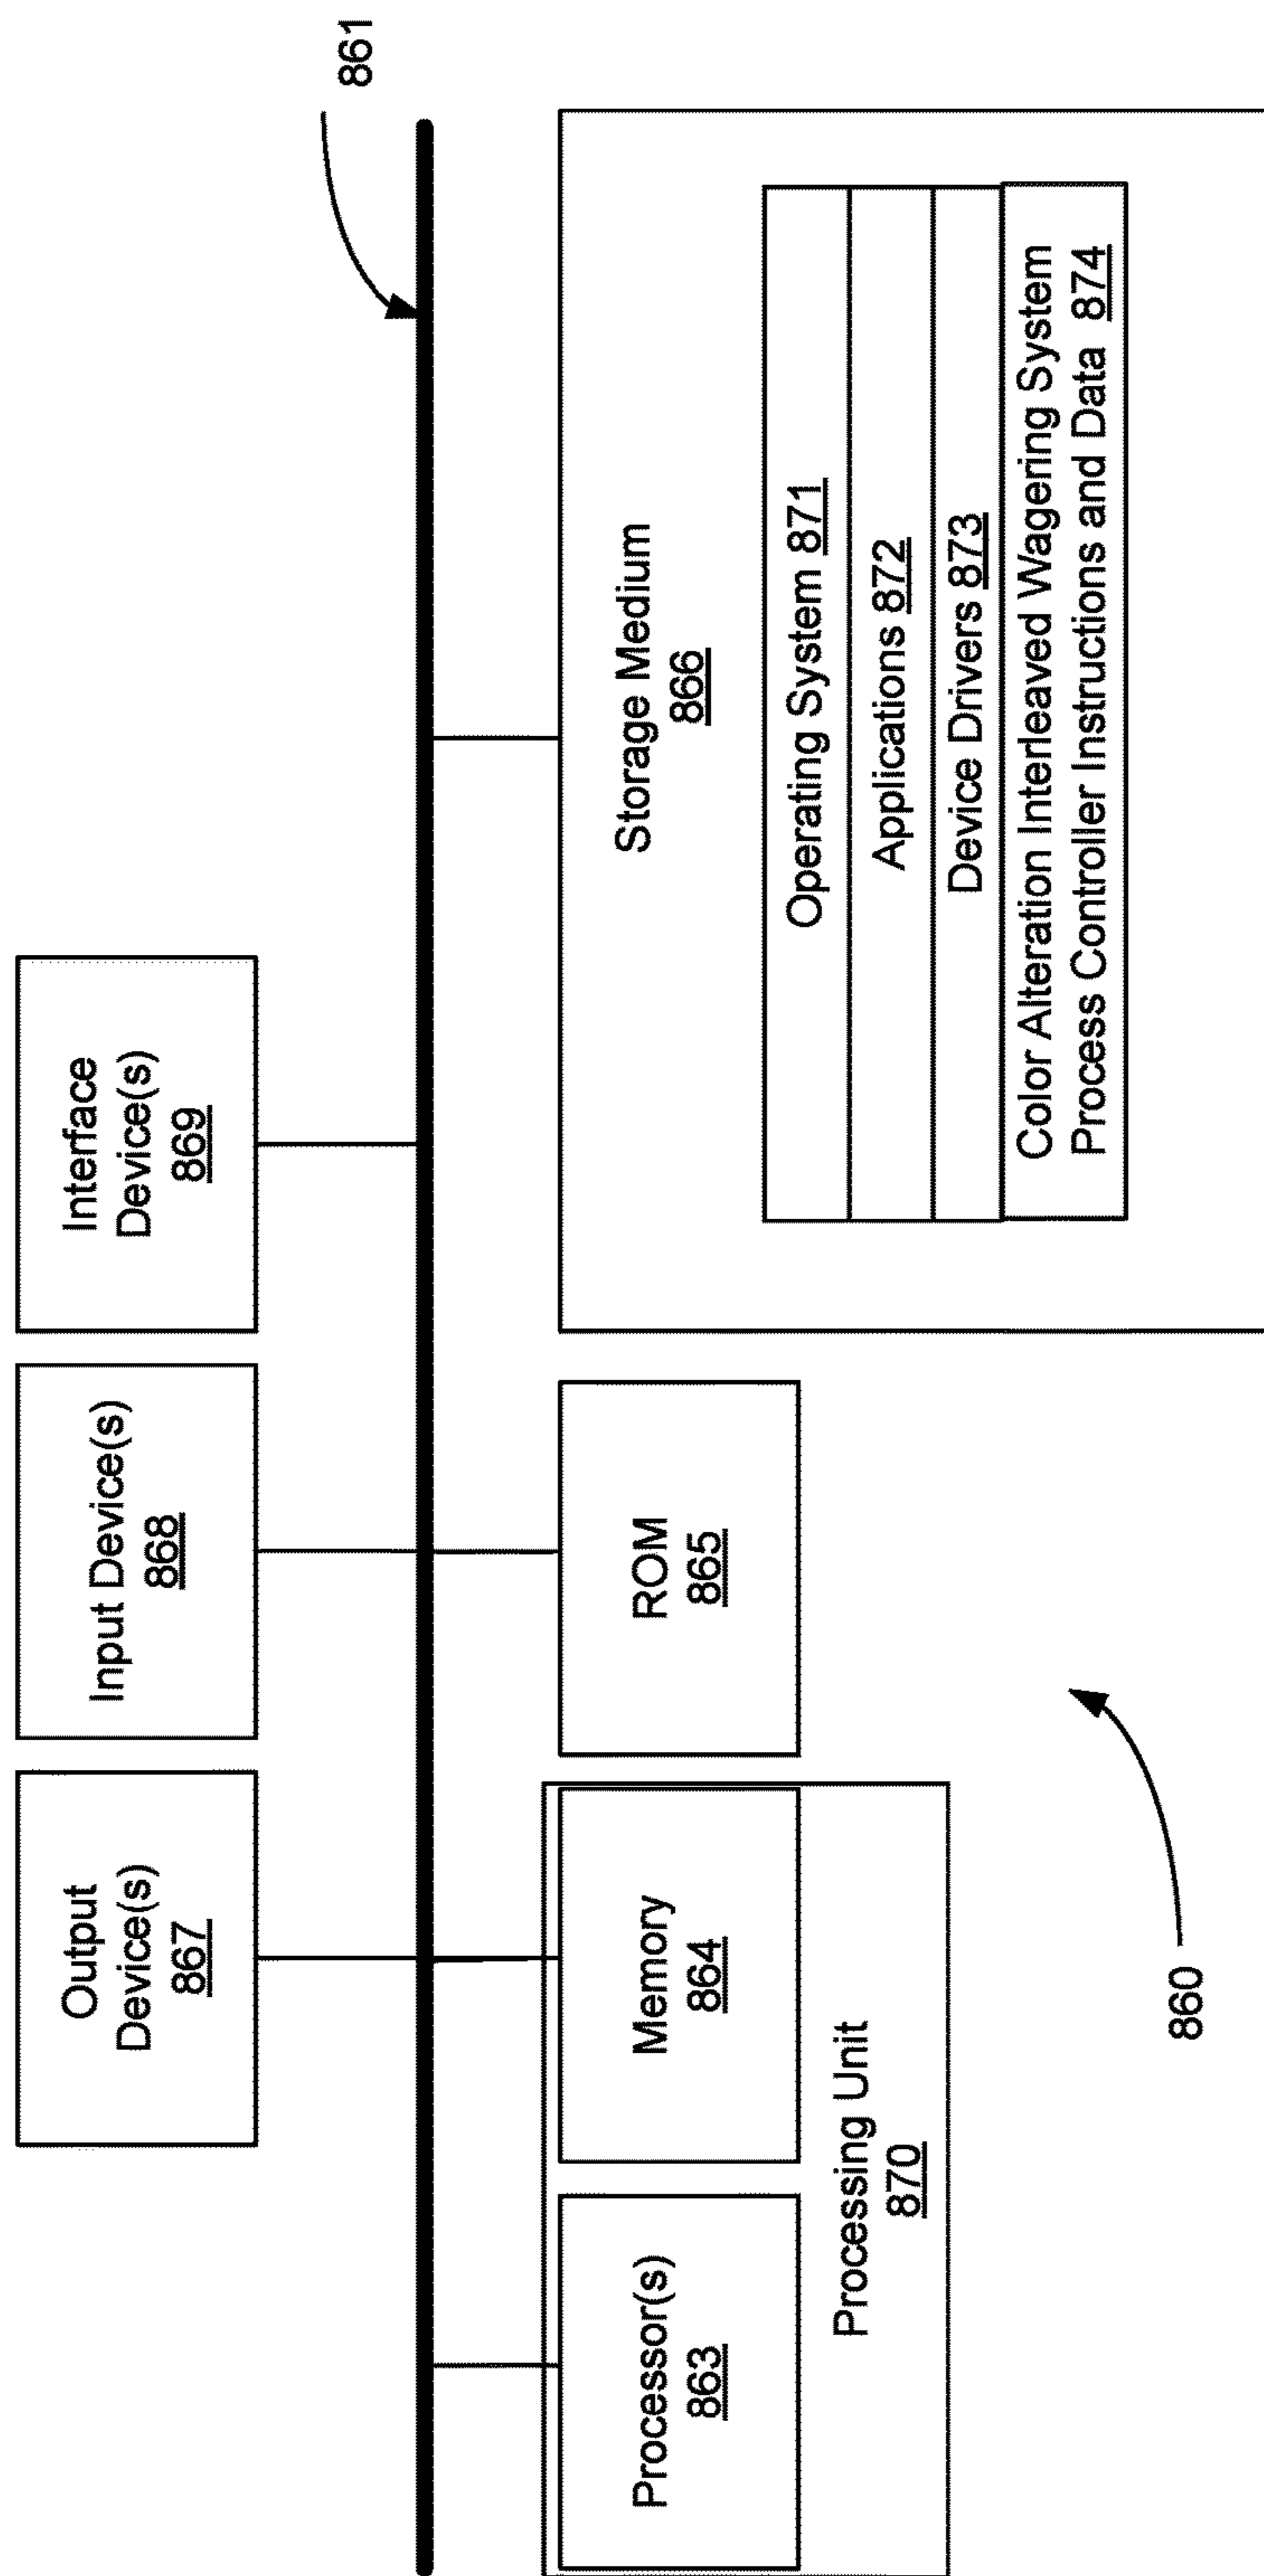 861
Output
Device(s)
867
Input Device(s)
868
Interface
Device(s)
869
Processor(s)
863
Memory
864
Processing Unit
870
ROM
865
Storage Medium
866
Operating System 871
Applications 872
Device Drivers 873
Color Alteration Interleaved Wagering System
Process Controller Instructions and Data 874
860